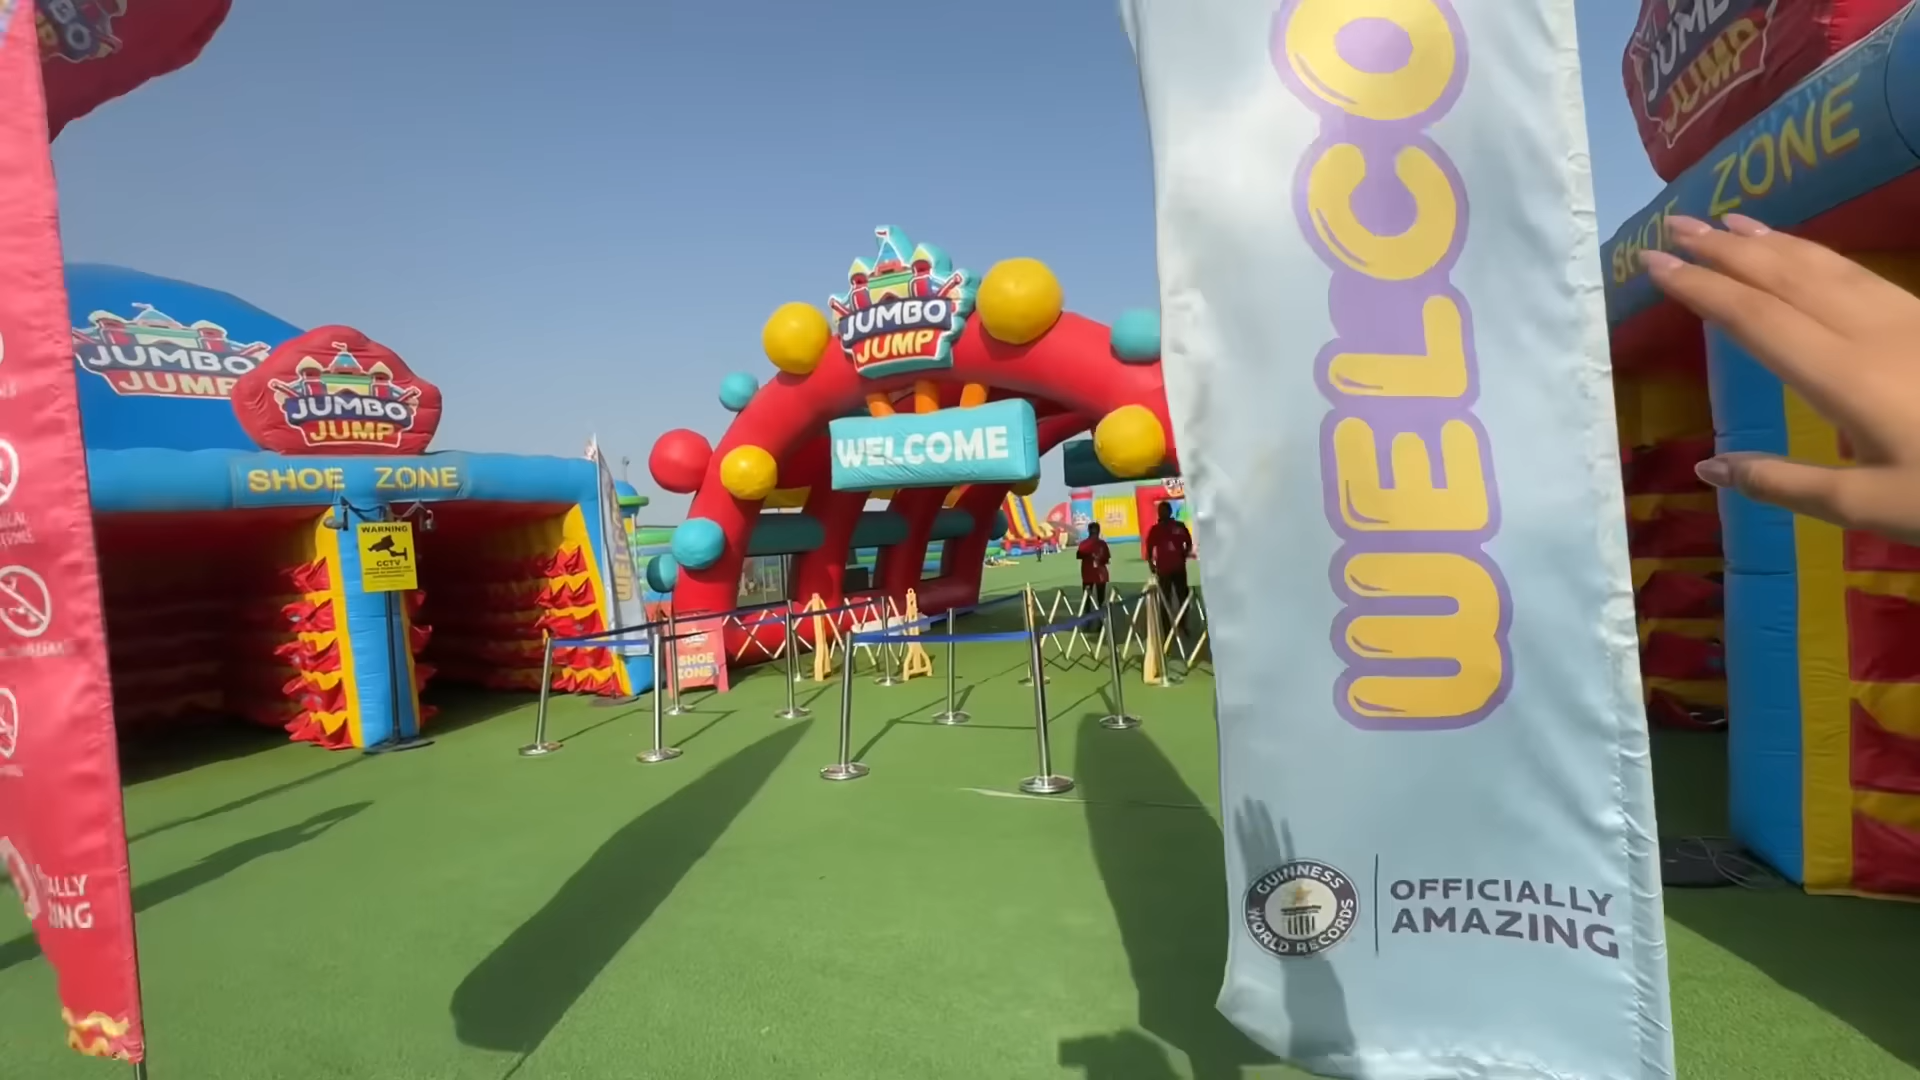 JUMBO
JUMP
JUMBO
JUMP
SHOE ZONE
WARNING
CCTV
JUMBO
JUMP
WELCOME
SHOE
ZONE
WELCO
GUINNESS
WORLD RECORDS
OFFICIALLY
AMAZING
JUMBO
JUMP
SHOE ZONE